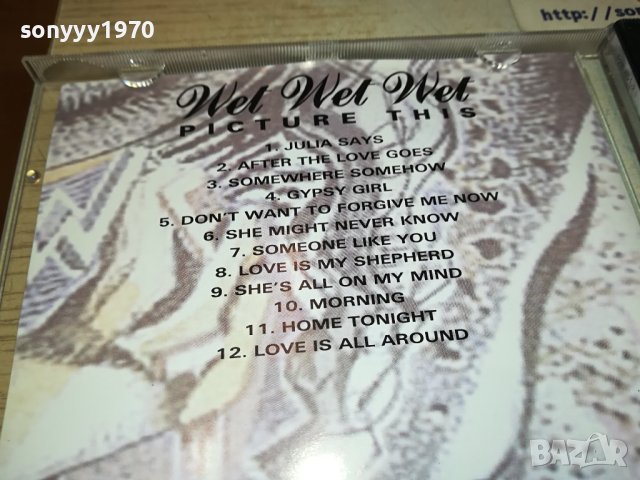 sonyyy1970
http://sor
Wet Wet Wet
PICTURE THIS
1. JULIA SAYS
2. AFTER THE LOVE GOES
3. SOMEWHERE SOMEHOW
4. GYPSY GIRL
5. DON'T WANT TO FORGIVE ME NOW
6. SHE MIGHT NEVER KNOW
7. SOMEONE LIKE YOU
8. LOVE IS MY SHEPHERD
9. SHE'S ALL ON MY MIND
10. MORNING
11. HOME TONIGHT
12. LOVE IS ALL AROUND
BAZAR